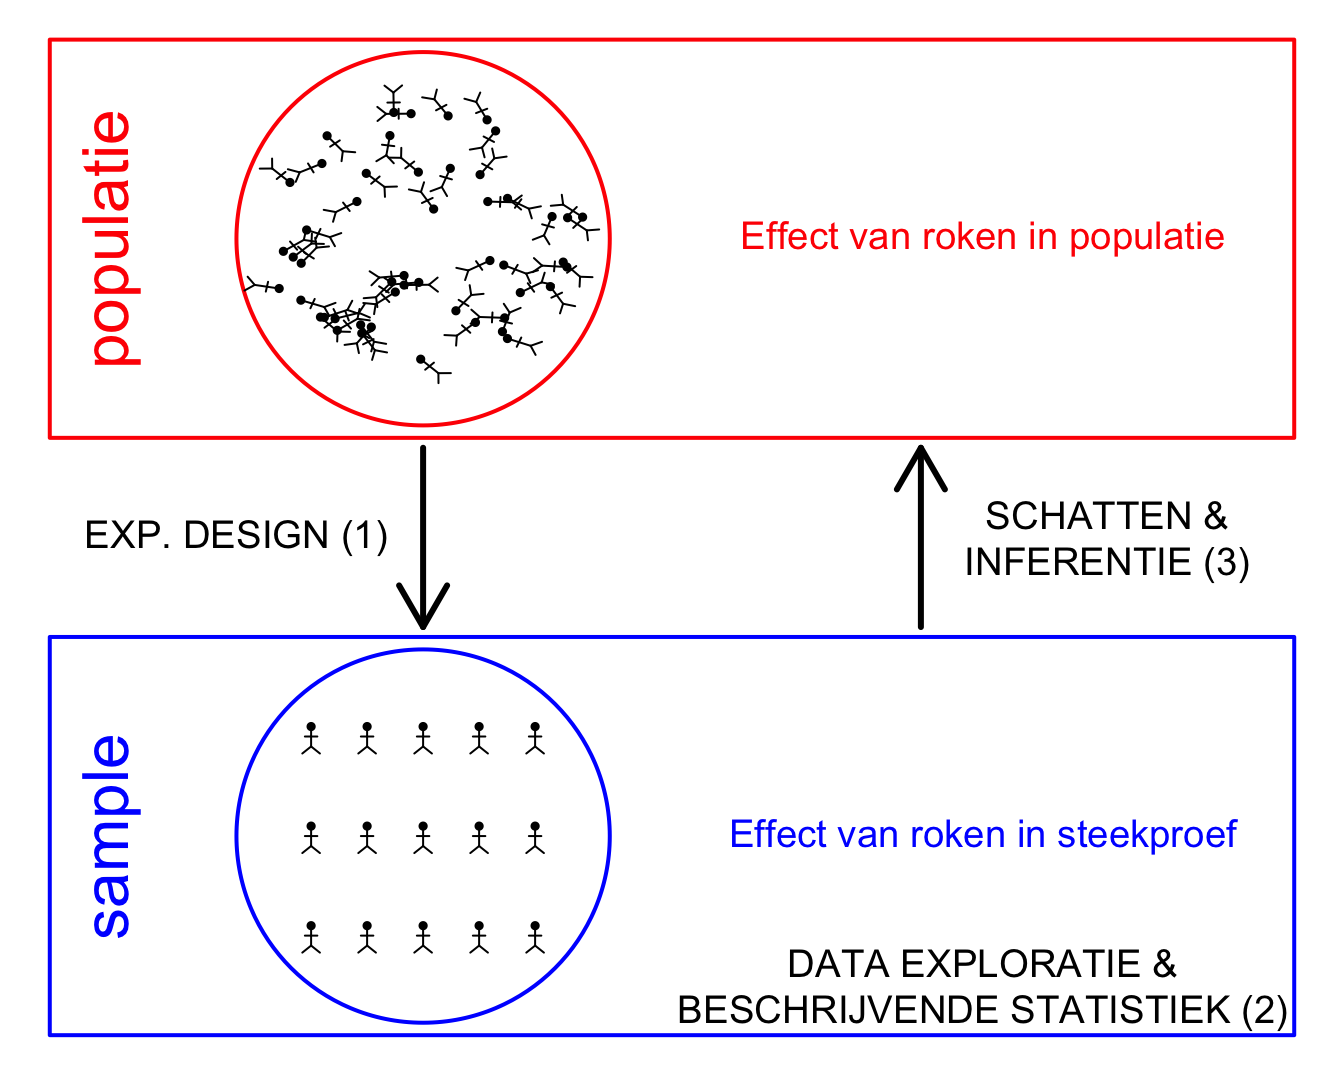 populatie
Effect van roken in populatie
EXP. DESIGN (1)
SCHATTEN &
INFERENTIE (3)
sample
Effect van roken in steekproef
DATA EXPLORATIE &
BESCHRIJVENDE STATISTIEK (2)